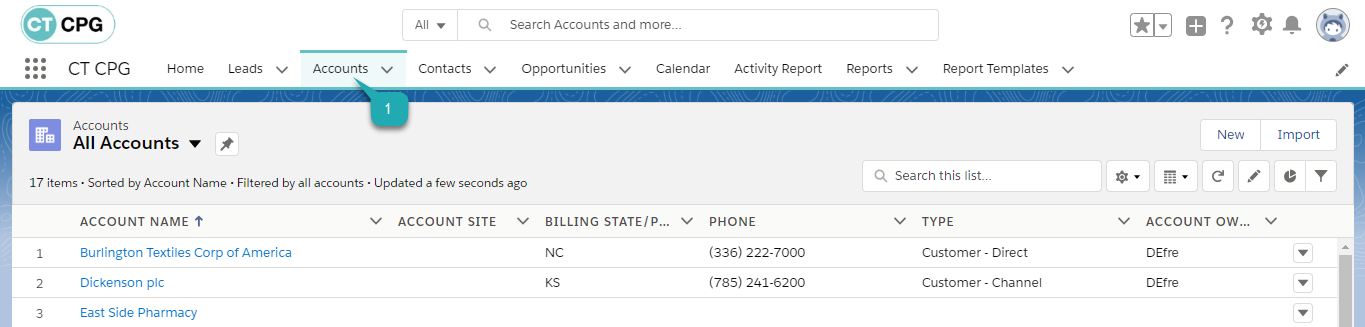 CT CPG
All Search Accounts and more...
CT CPG Home Leads Accounts Contacts Opportunities Calendar Activity Report Reports Report Templates
1
Accounts
All Accounts
New Import
17 items • Sorted by Account Name • Filtered by all accounts • Updated a few seconds ago
Search this list...
ACCOUNT NAME ACCOUNT SITE BILLING STATE/P... PHONE TYPE ACCOUNT OW...
1 Burlington Textiles Corp of America NC (336) 222-7000 Customer - Direct DEfre
2 Dickenson plc KS (785) 241-6200 Customer - Channel DEfre
3 East Side Pharmacy